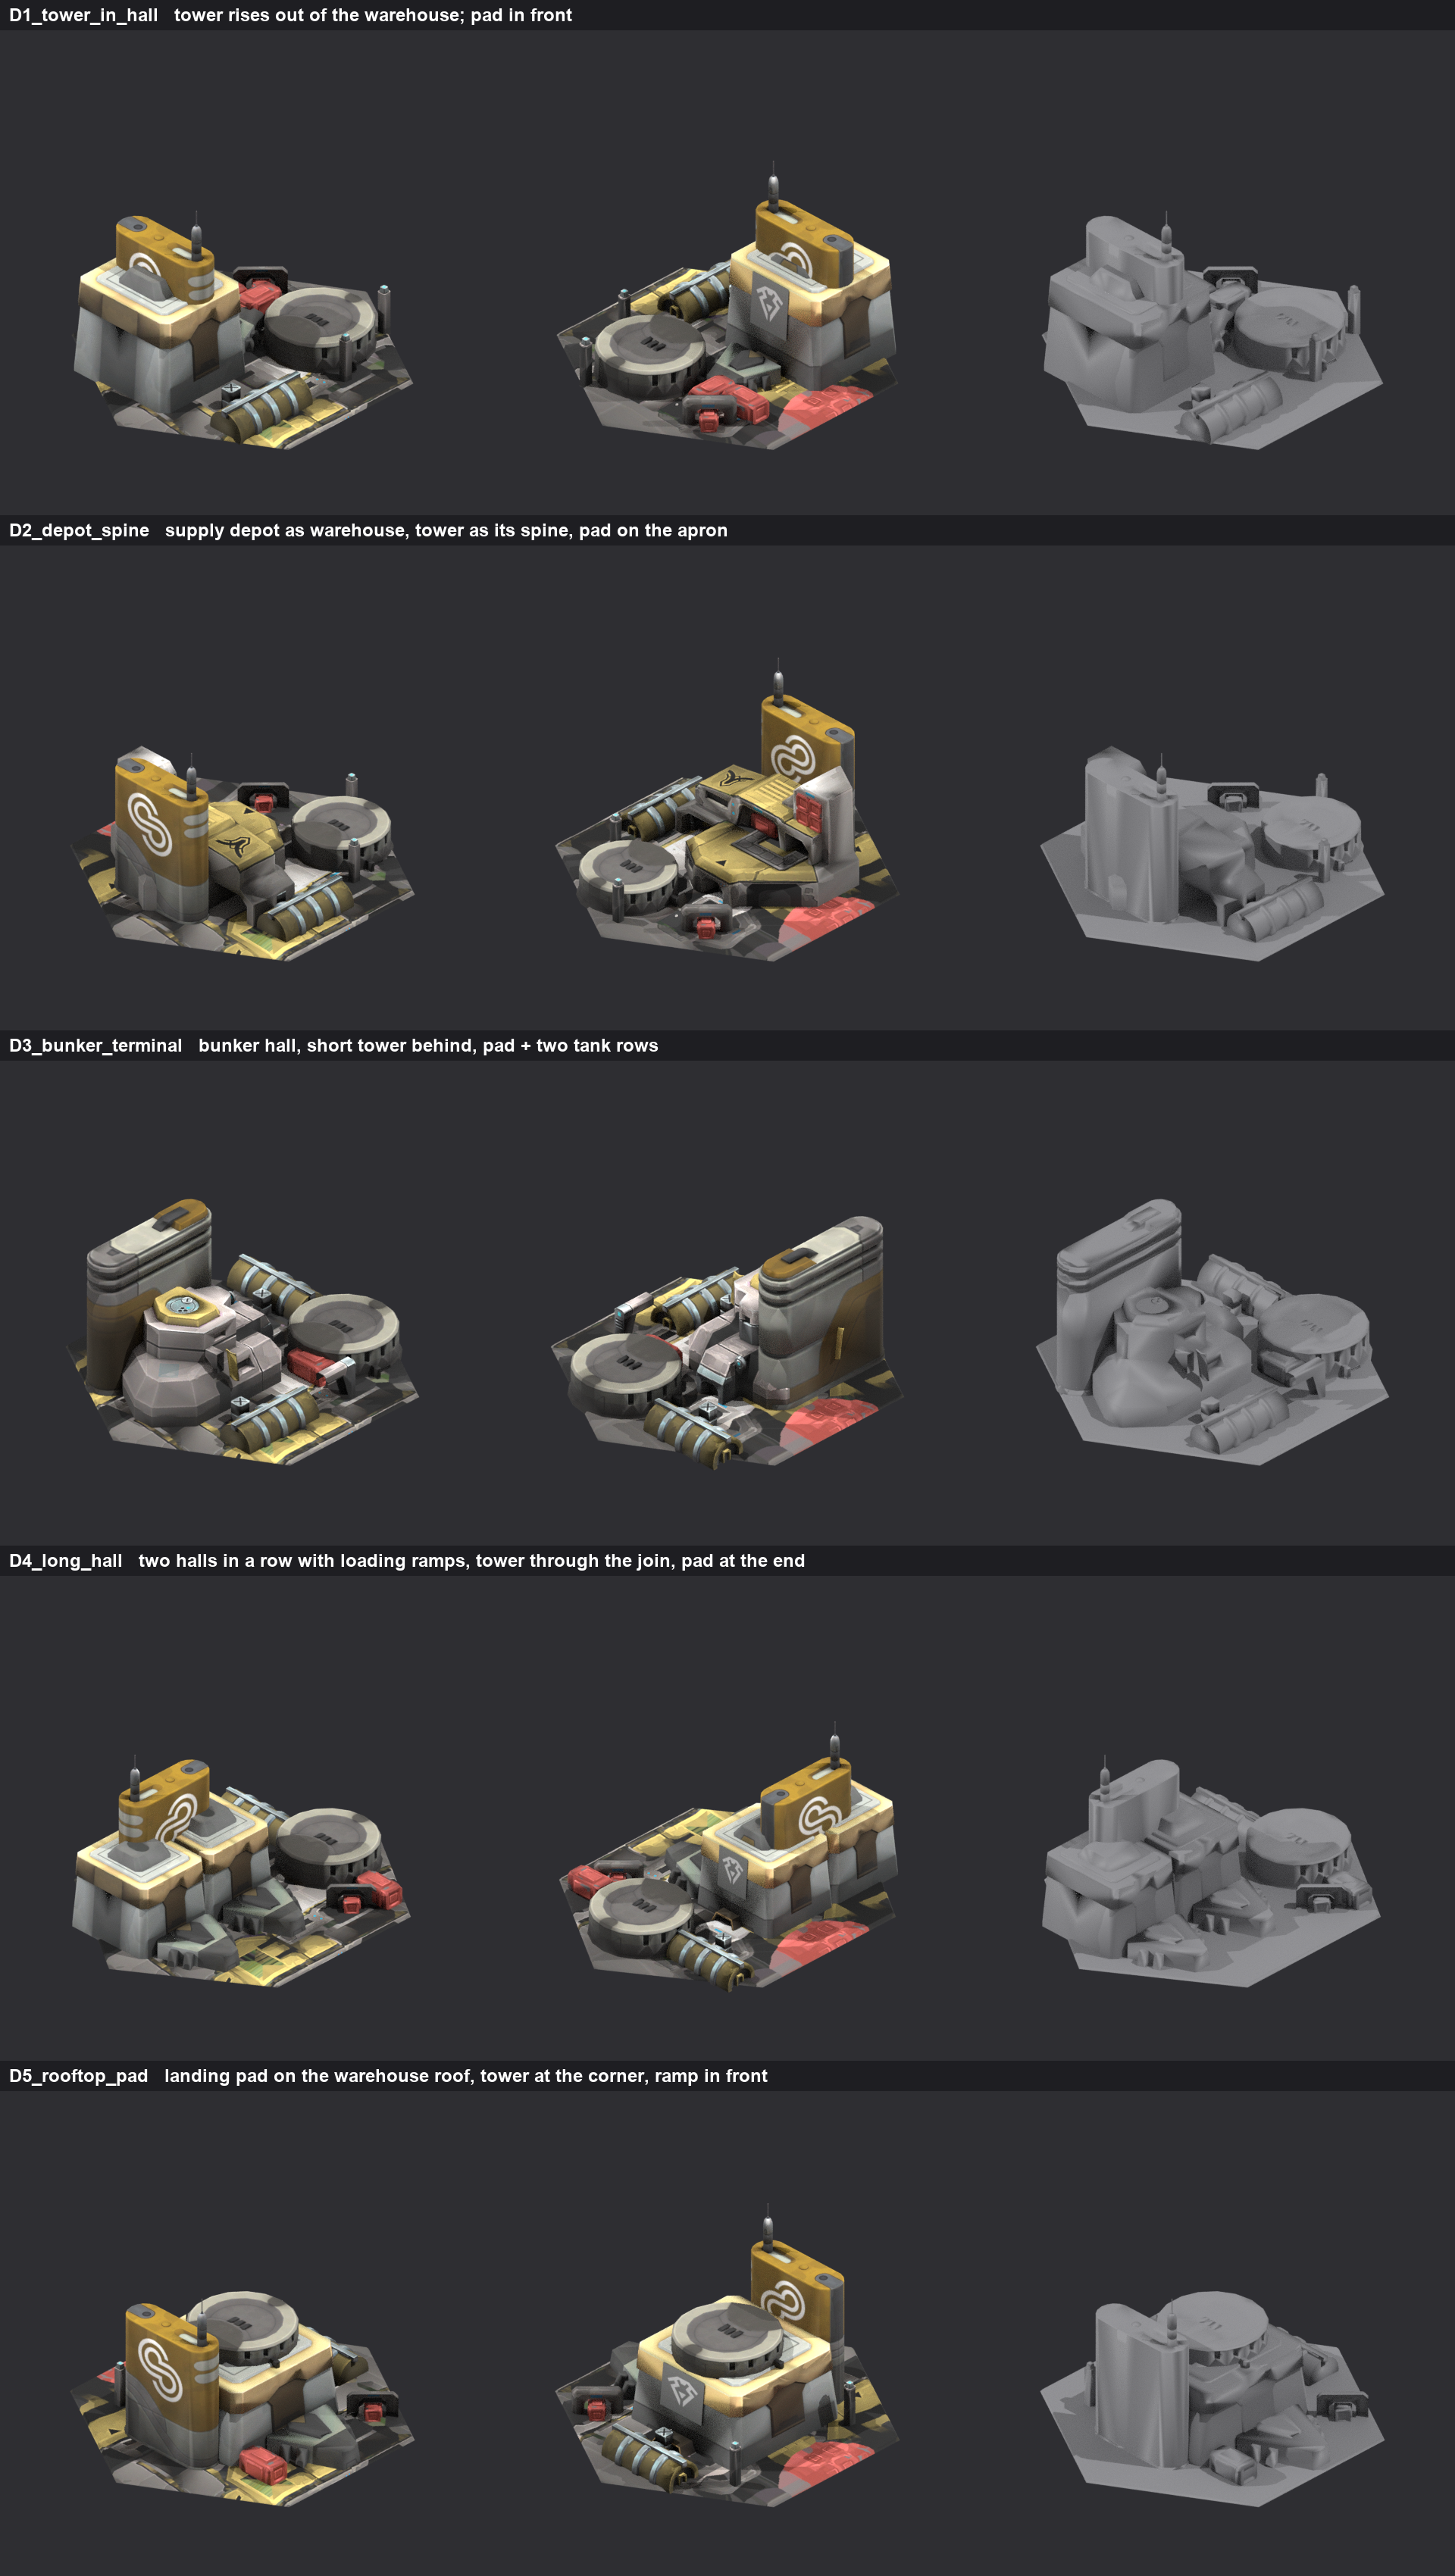 D1_tower_in_hall tower rises out of the warehouse; pad in front
D2_depot_spine supply depot as warehouse, tower as its spine, pad on the apron
D3_bunker_terminal bunker hall, short tower behind, pad + two tank rows
D4_long_hall two halls in a row with loading ramps, tower through the join, pad at the end
D5_rooftop_pad landing pad on the warehouse roof, tower at the corner, ramp in front